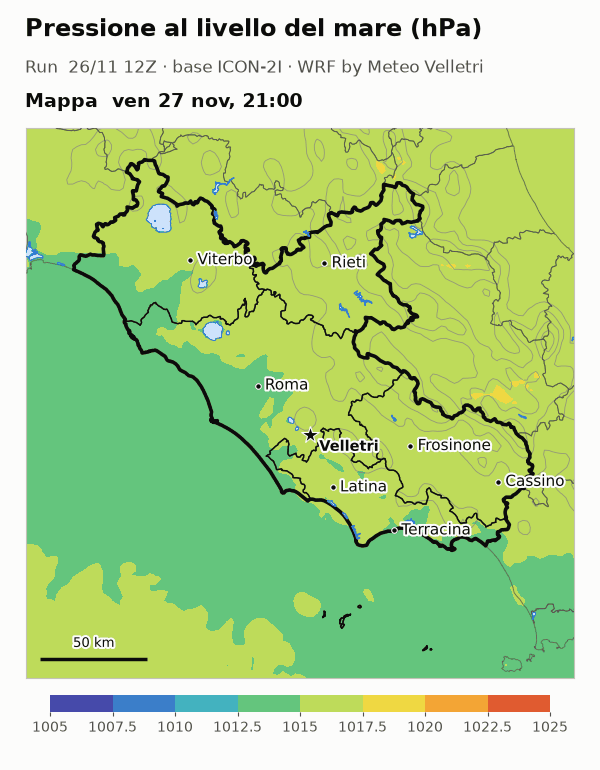 Pressione al livello del mare (hPa)
Run  26/11 12Z · base ICON-2I · WRF by Meteo Velletri
Mappa  ven 27 nov, 21:00
Viterbo
Rieti
Roma
Velletri
Frosinone
Cassino
Latina
Terracina
50 km
1005 1007.5 1010 1012.5 1015 1017.5 1020 1022.5 1025